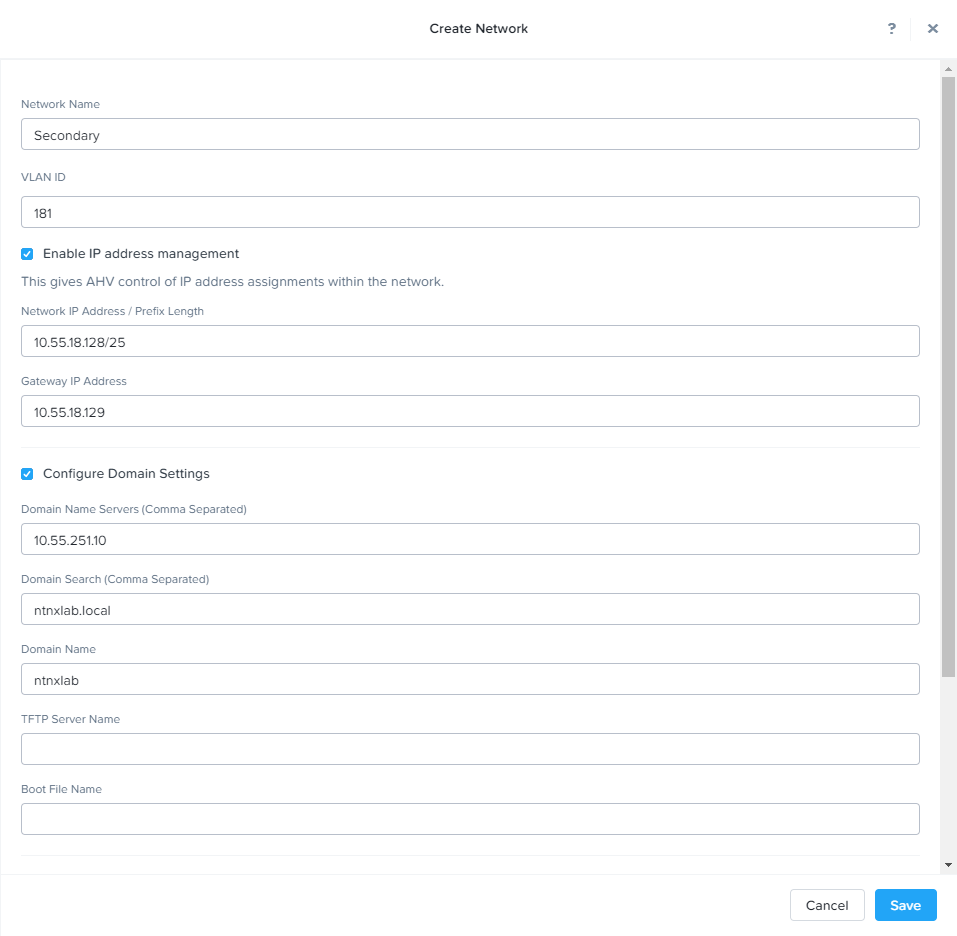 Create Network
?
Network Name
Secondary
VLAN ID
181
Enable IP address management
This gives AHV control of IP address assignments within the network.
Network IP Address / Prefix Length
10.55.18.128/25
Gateway IP Address
10.55.18.129
Configure Domain Settings
Domain Name Servers (Comma Separated)
10.55.251.10
Domain Search (Comma Separated)
ntnxlab.local
Domain Name
ntnxlab
TFTP Server Name
Boot File Name
Cancel
Save